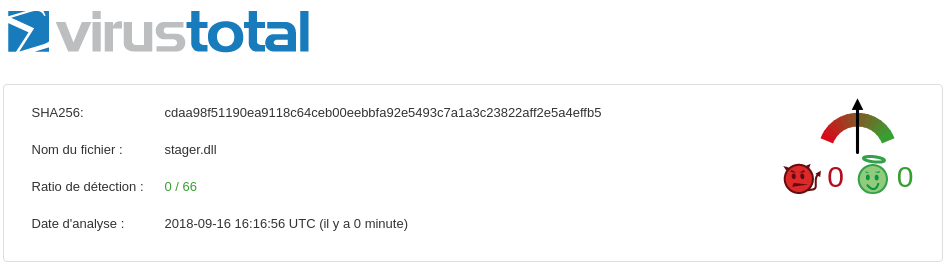 virustotal
SHA256: cdaa98f51190ea9118c64ceb00eebbfa92e5493c7a1a3c23822aff2e5a4effb5
Nom du fichier : stager.dll
Ratio de détection : 0 / 66
Date d'analyse : 2018-09-16 16:16:56 UTC (il y a 0 minute)
0 0